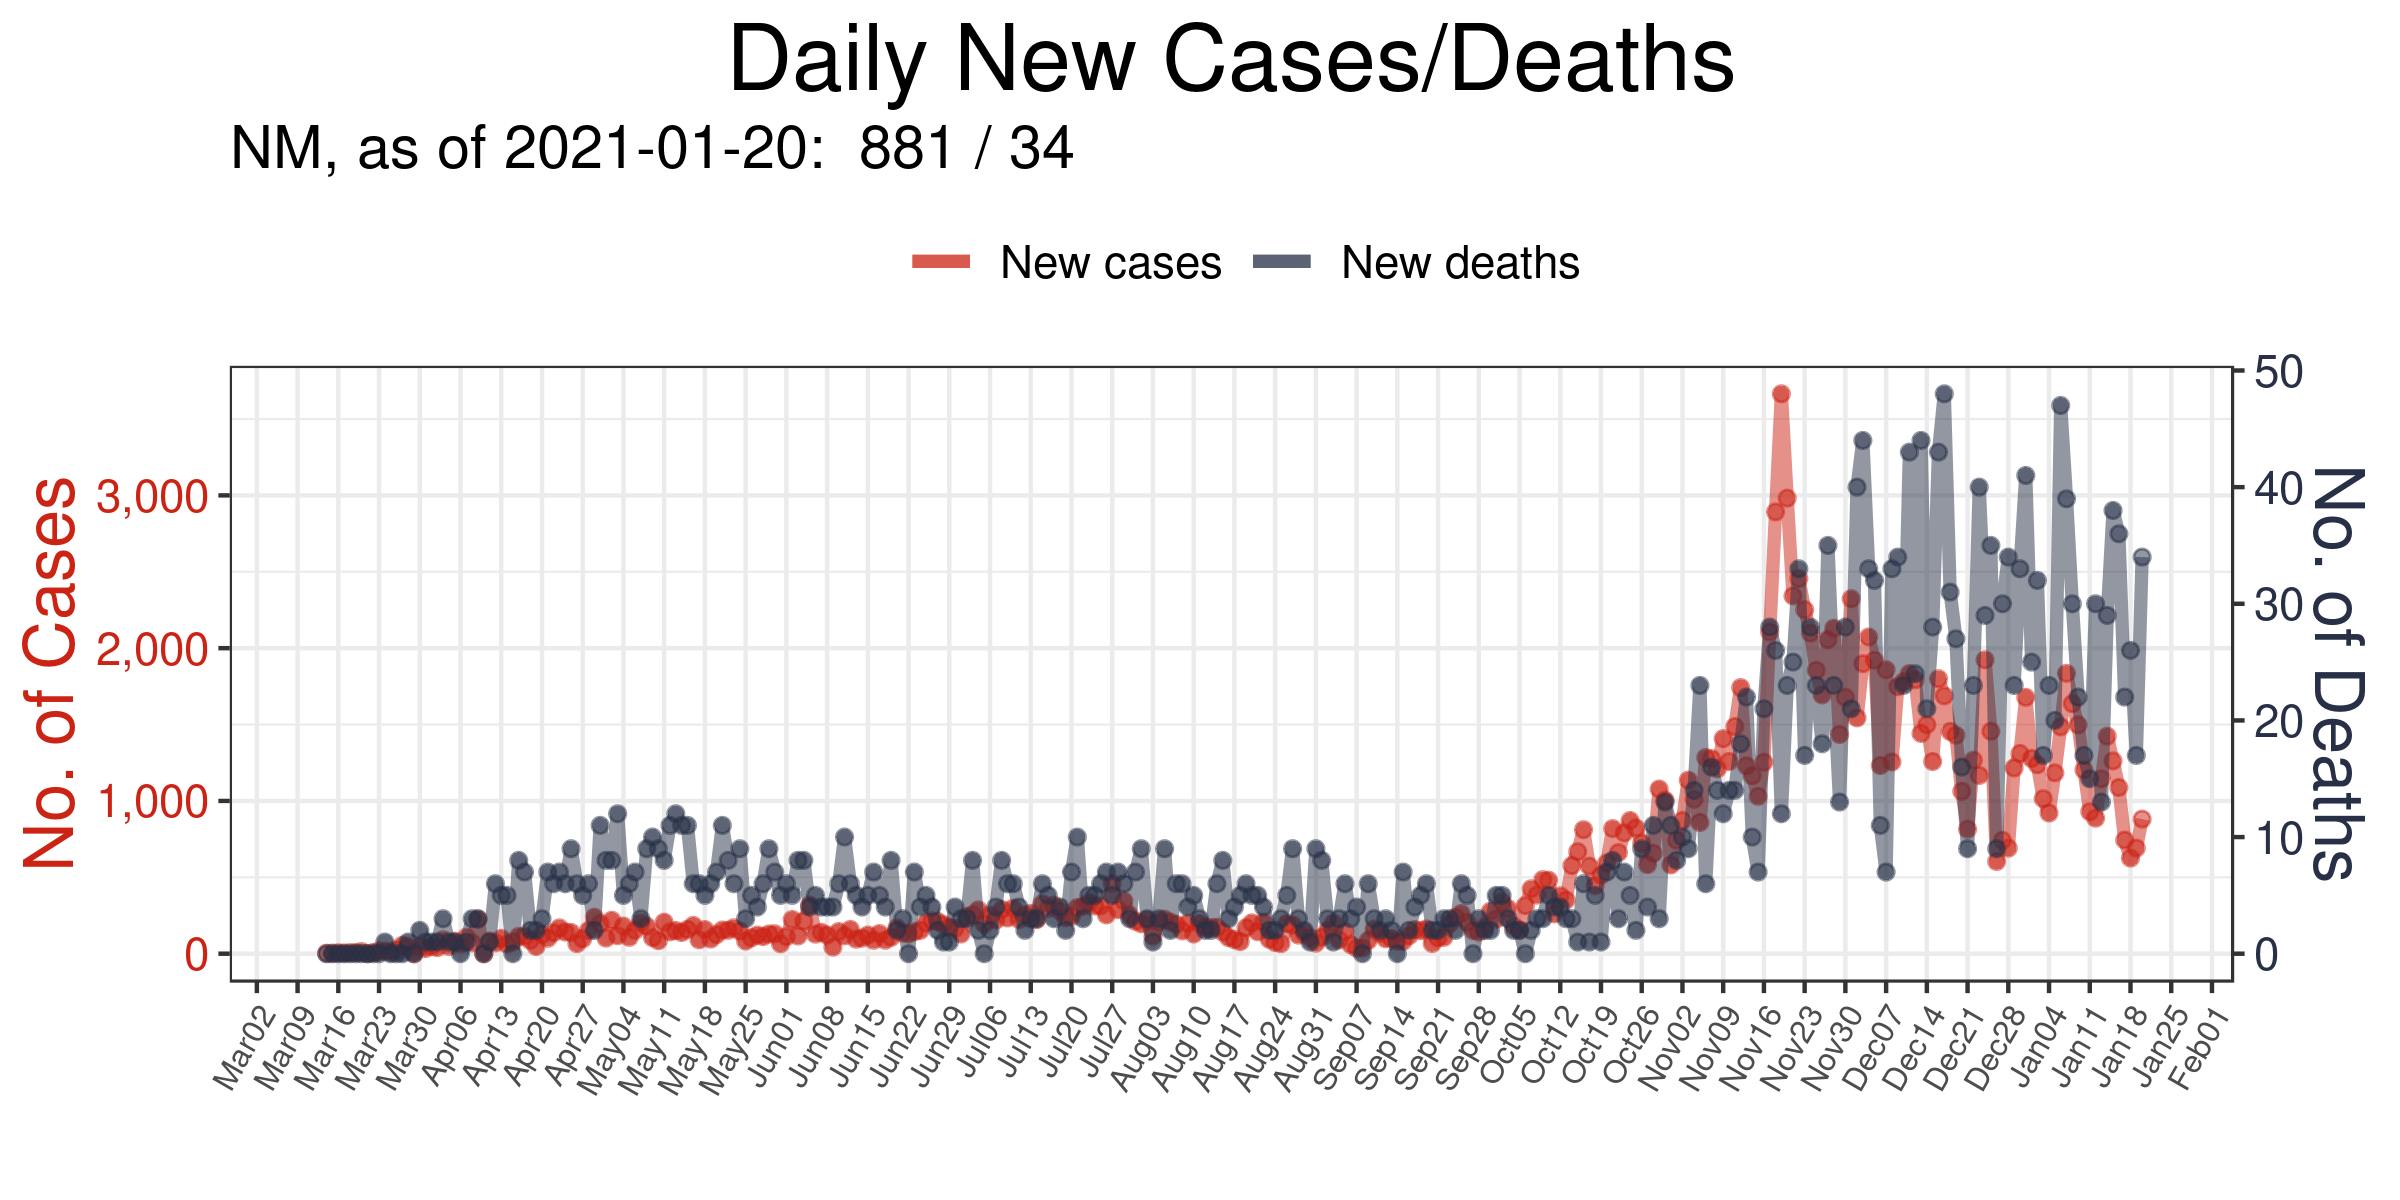 Daily New Cases/Deaths
NM, as of 2021-01-20:  881 / 34
New cases New deaths
No. of Cases
3,000
2,000
1,000
0
50
40
30
20
10
0
No. of Deaths
Mar02 Mar09 Mar16 Mar23 Mar30 Apr06 Apr13 Apr20 Apr27 May04 May11 May18 May25 Jun01 Jun08 Jun15 Jun22 Jun29 Jul06 Jul13 Jul20 Jul27 Aug03 Aug10 Aug17 Aug24 Aug31 Sep07 Sep14 Sep21 Sep28 Oct05 Oct12 Oct19 Oct26 Nov02 Nov09 Nov16 Nov23 Nov30 Dec07 Dec14 Dec21 Dec28 Jan04 Jan11 Jan18 Jan25 Feb01